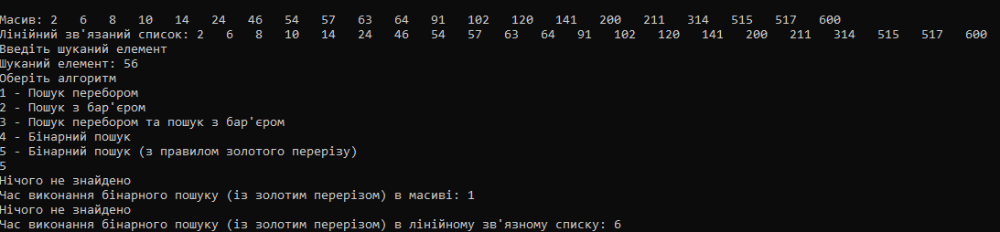 Масив: 2 6 8 10 14 24 46 54 57 63 64 91 102 120 141 200 211 314 515 517 600
Лінійний зв'язаний список: 2 6 8 10 14 24 46 54 57 63 64 91 102 120 141 200 211 314 515 517 600
Введіть шуканий елемент
Шуканий елемент: 56
Оберіть алгоритм
1 - Пошук перебором
2 - Пошук з бар'єром
3 - Пошук перебором та пошук з бар'єром
4 - Бінарний пошук
5 - Бінарний пошук (з правилом золотого перерізу)
5
Нічого не знайдено
Час виконання бінарного пошуку (із золотим перерізом) в масиві: 1
Нічого не знайдено
Час виконання бінарного пошуку (із золотим перерізом) в лінійному зв'язному списку: 6